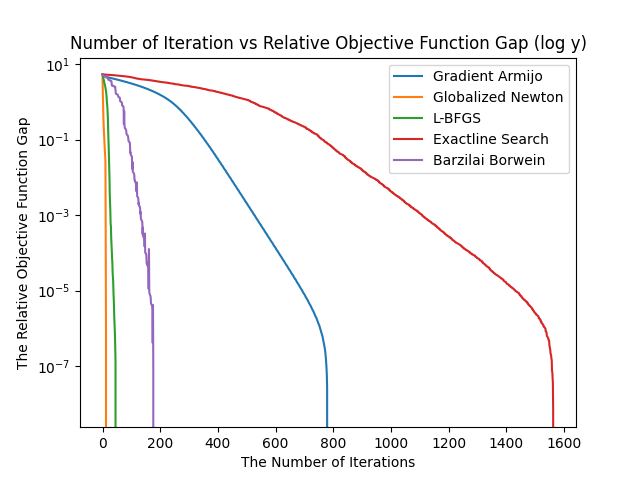 Number of Iteration vs Relative Objective Function Gap (log y)
The Relative Objective Function Gap
10¹
10⁻¹
10⁻³
10⁻⁵
10⁻⁷
Gradient Armijo
Globalized Newton
L-BFGS
Exactline Search
Barzilai Borwein
0 200 400 600 800 1000 1200 1400 1600
The Number of Iterations